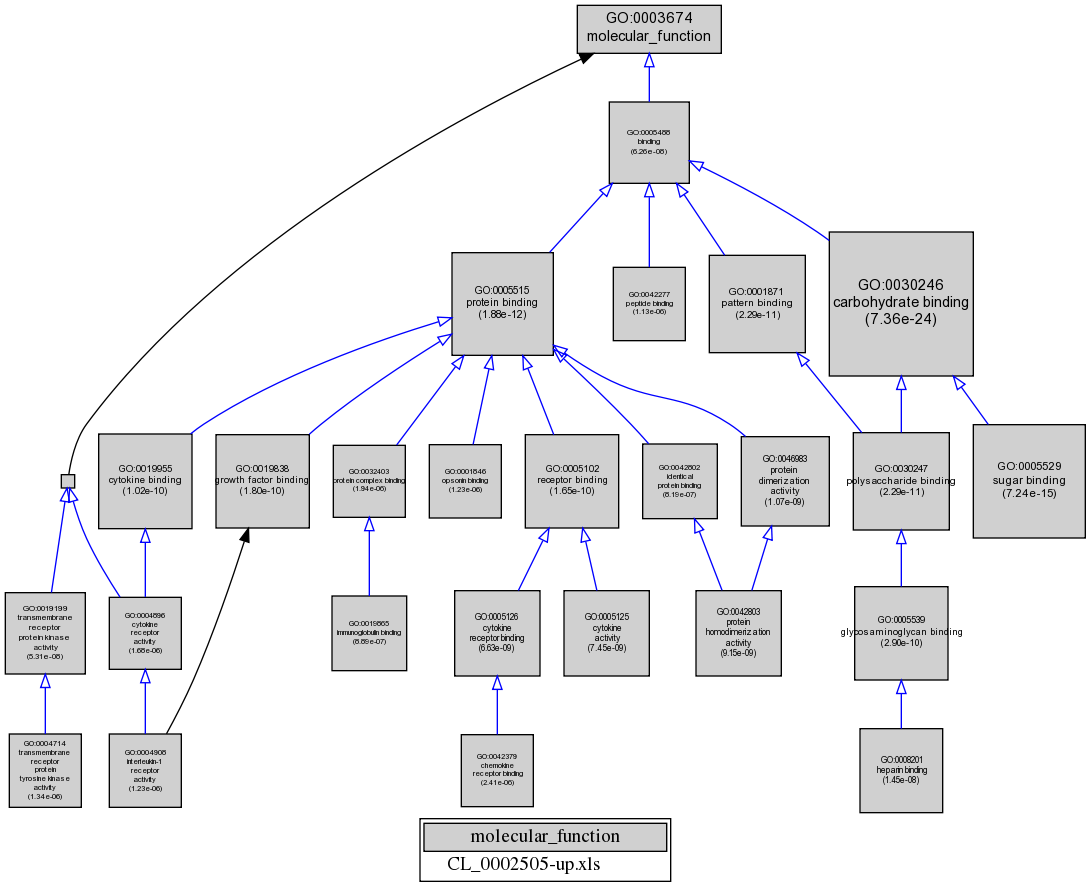 GO:0003674
molecular_function
GO:0005488
binding
(6.26e-08)
GO:0005515
protein binding
(1.88e-12)
GO:0042277
peptide binding
(1.13e-06)
GO:0001871
pattern binding
(2.29e-11)
GO:0030246
carbohydrate binding
(7.36e-24)
GO:0019955
cytokine binding
(1.02e-10)
GO:0019838
growth factor binding
(1.80e-10)
GO:0032403
protein complex binding
(1.94e-06)
GO:0001846
opsonin binding
(1.23e-06)
GO:0005102
receptor binding
(1.65e-10)
GO:0042802
identical
protein binding
(8.19e-07)
GO:0046983
protein
dimerization
activity
(1.07e-09)
GO:0030247
polysaccharide binding
(2.29e-11)
GO:0005529
sugar binding
(7.24e-15)
GO:0019199
transmembrane
receptor
protein kinase
activity
(5.31e-08)
GO:0004896
cytokine
receptor
activity
(1.68e-06)
GO:0019865
immunoglobulin binding
(8.89e-07)
GO:0005126
cytokine
receptor binding
(6.63e-09)
GO:0005125
cytokine
activity
(7.45e-09)
GO:0042803
protein
homodimerization
activity
(9.15e-09)
GO:0005539
glycosaminoglycan binding
(2.90e-10)
GO:0004714
transmembrane
receptor
protein
tyrosine kinase
activity
(1.34e-06)
GO:0004908
interleukin-1
receptor
activity
(1.23e-06)
GO:0042379
chemokine
receptor binding
(2.41e-06)
GO:0008201
heparin binding
(1.45e-08)
molecular_function
CL_0002505-up.xls